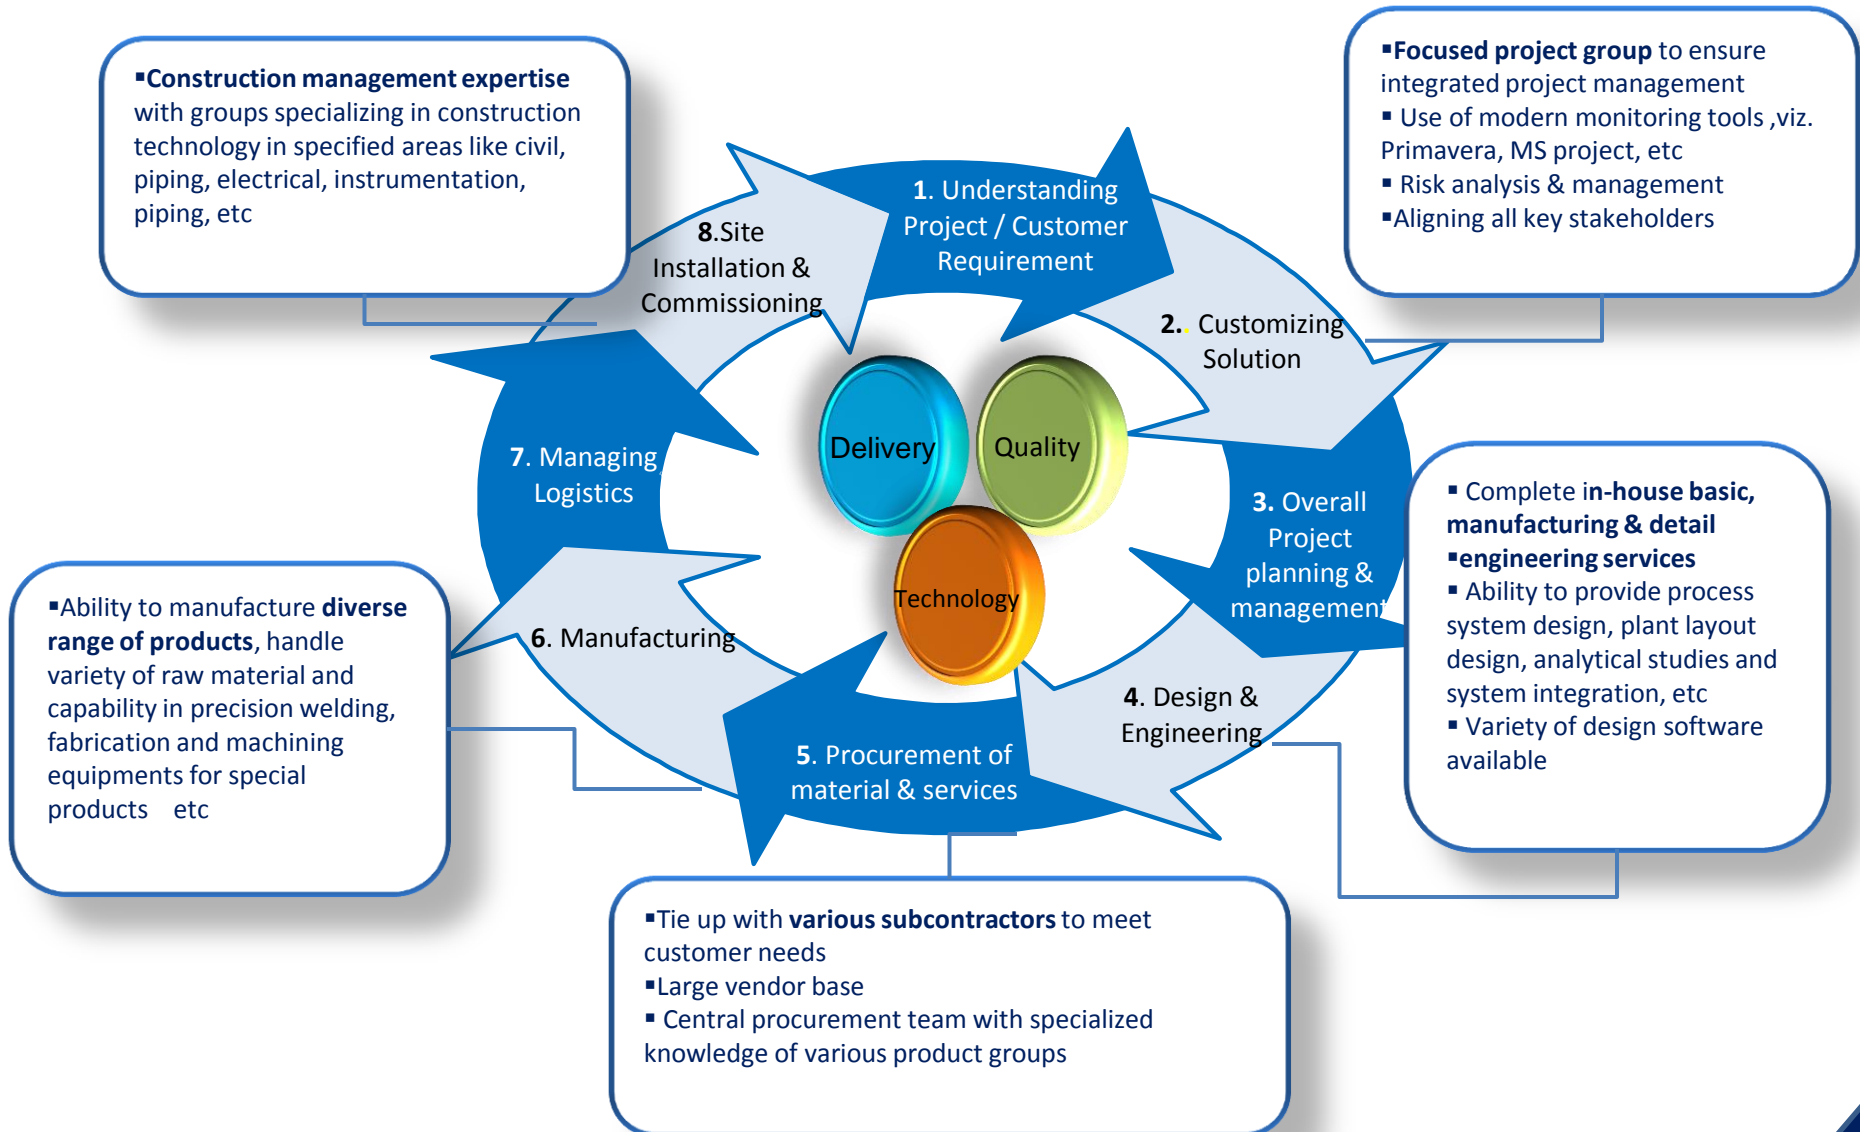 ▪Construction management expertise
with groups specializing in construction
technology in specified areas like civil,
piping, electrical, instrumentation,
piping, etc
▪Focused project group to ensure
integrated project management
▪ Use of modern monitoring tools ,viz.
Primavera, MS project, etc
▪ Risk analysis & management
▪Aligning all key stakeholders
1. Understanding
Project / Customer
Requirement
2.. Customizing
Solution
3. Overall
Project
planning &
management
4. Design &
Engineering
5. Procurement of
material & services
6. Manufacturing
7. Managing
Logistics
8.Site
Installation &
Commissioning
Delivery
Quality
Technology
▪ Complete in-house basic,
manufacturing & detail
▪engineering services
▪ Ability to provide process
system design, plant layout
design, analytical studies and
system integration, etc
▪ Variety of design software
available
▪Ability to manufacture diverse
range of products, handle
variety of raw material and
capability in precision welding,
fabrication and machining
equipments for special
products etc
▪Tie up with various subcontractors to meet
customer needs
▪Large vendor base
▪ Central procurement team with specialized
knowledge of various product groups